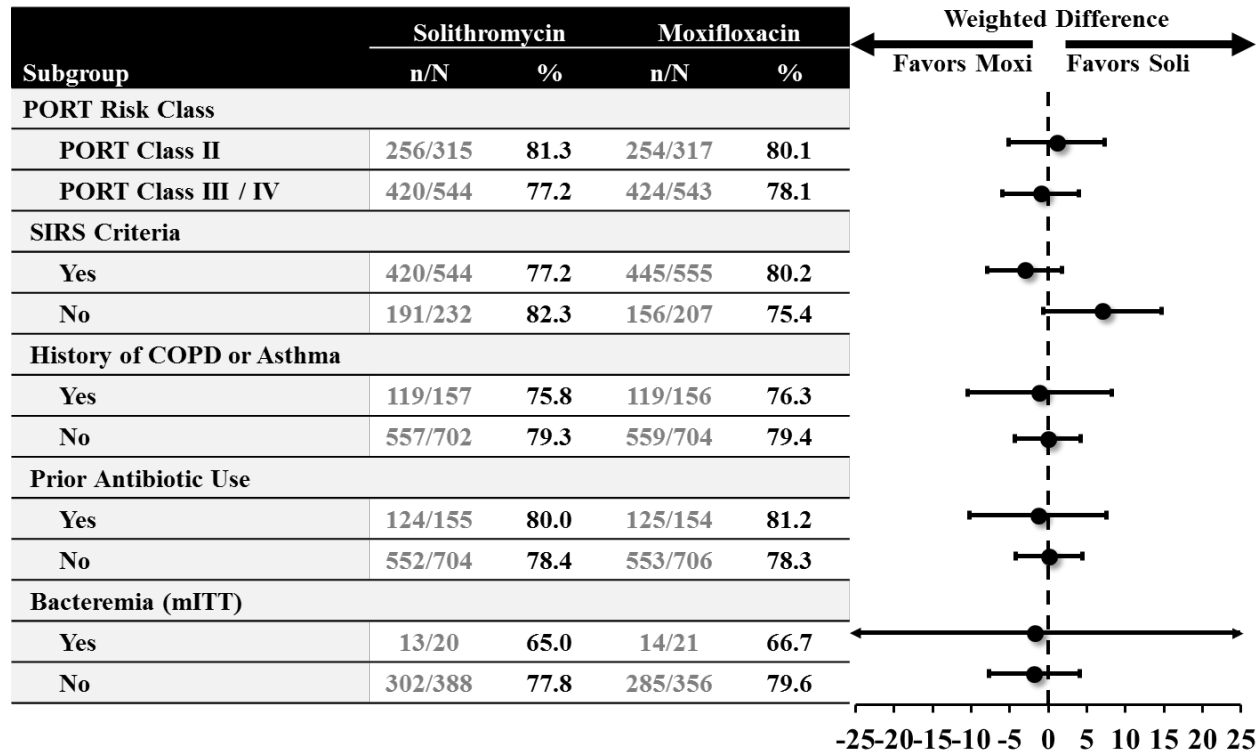 Weighted Difference
Solithromycin Moxifloxacin
Favors Moxi Favors Soli
Subgroup n/N % n/N %
PORT Risk Class
PORT Class II 256/315 81.3 254/317 80.1
PORT Class III / IV 420/544 77.2 424/543 78.1
SIRS Criteria
Yes 420/544 77.2 445/555 80.2
No 191/232 82.3 156/207 75.4
History of COPD or Asthma
Yes 119/157 75.8 119/156 76.3
No 557/702 79.3 559/704 79.4
Prior Antibiotic Use
Yes 124/155 80.0 125/154 81.2
No 552/704 78.4 553/706 78.3
Bacteremia (mITT)
Yes 13/20 65.0 14/21 66.7
No 302/388 77.8 285/356 79.6
-25-20-15-10 -5 0 5 10 15 20 25